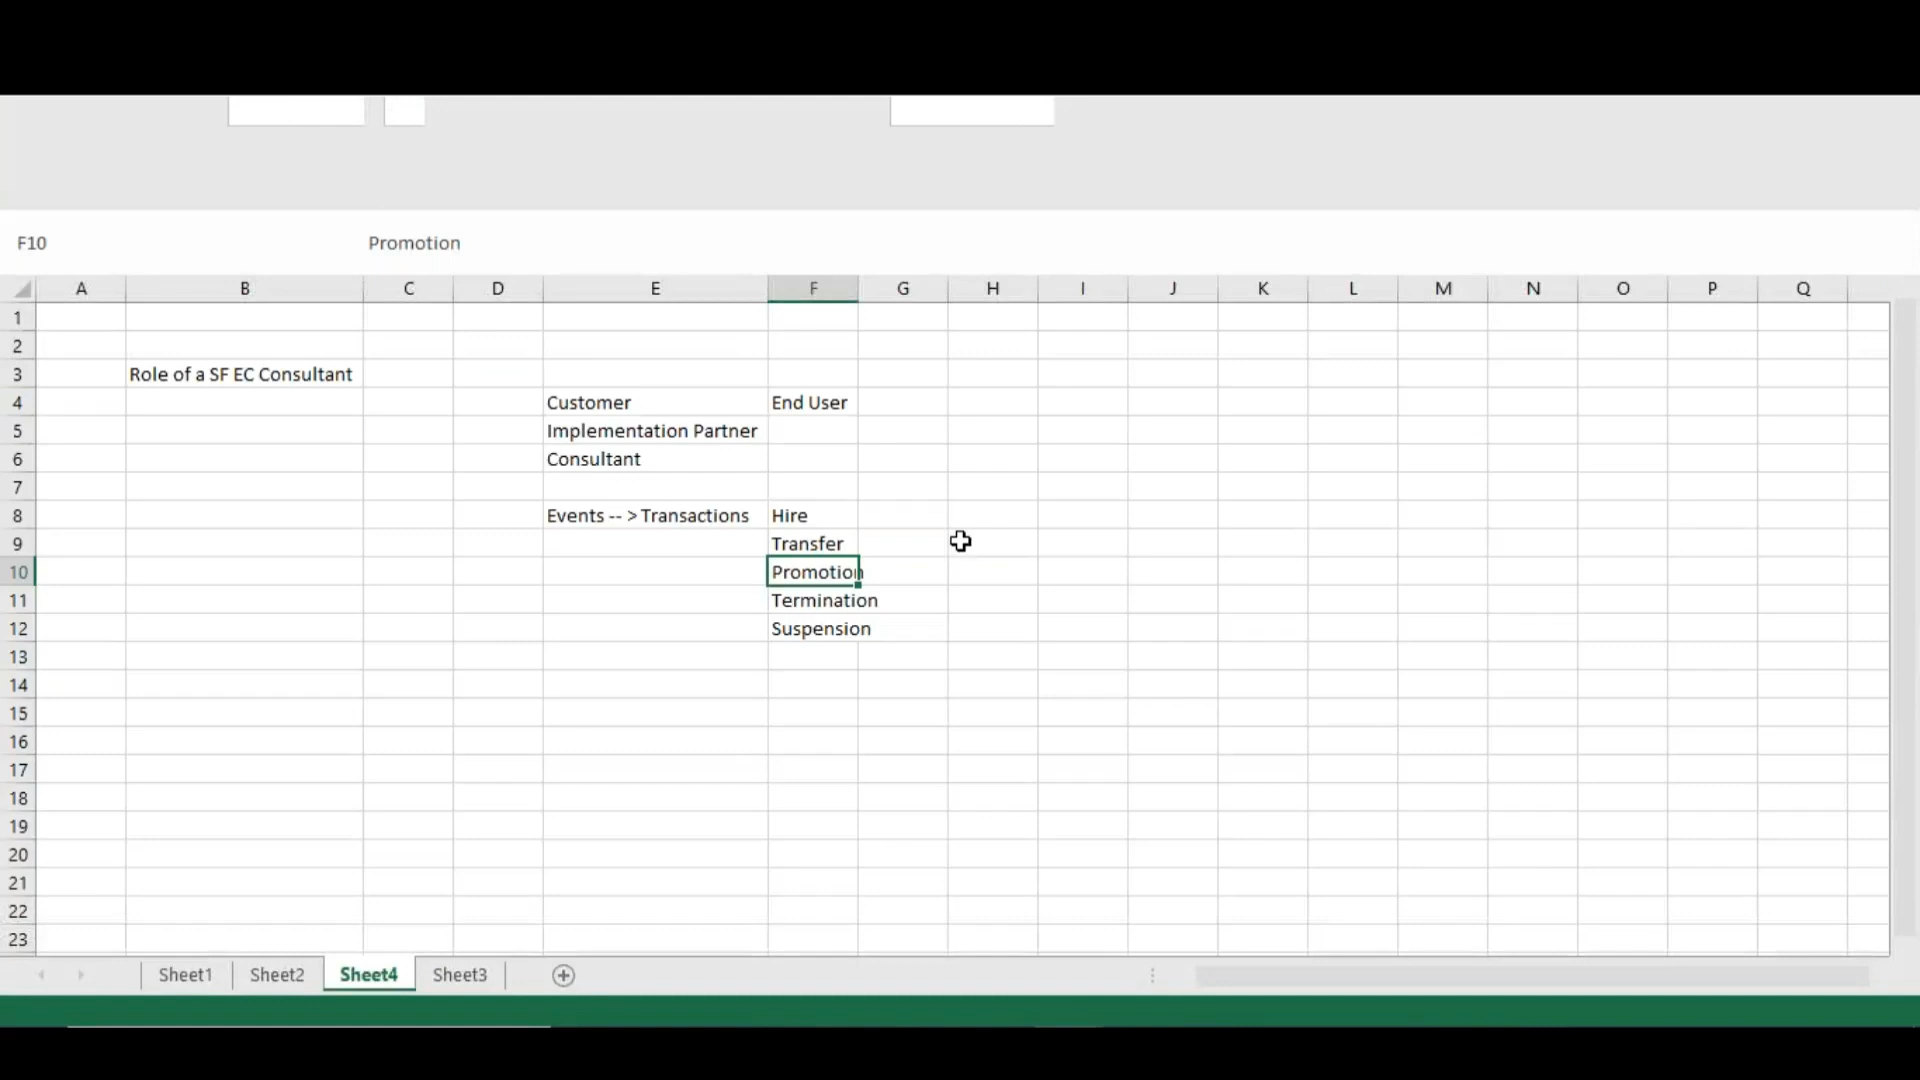 F10 Promotion
A B C D E F G H I J K L M N O P Q
1
2
3 Role of a SF EC Consultant
4 Customer End User
5 Implementation Partner
6 Consultant
7
8 Events -- > Transactions Hire
9 Transfer
10 Promotion
11 Termination
12 Suspension
13
14
15
16
17
18
19
20
21
22
23
Sheet1 Sheet2 Sheet4 Sheet3